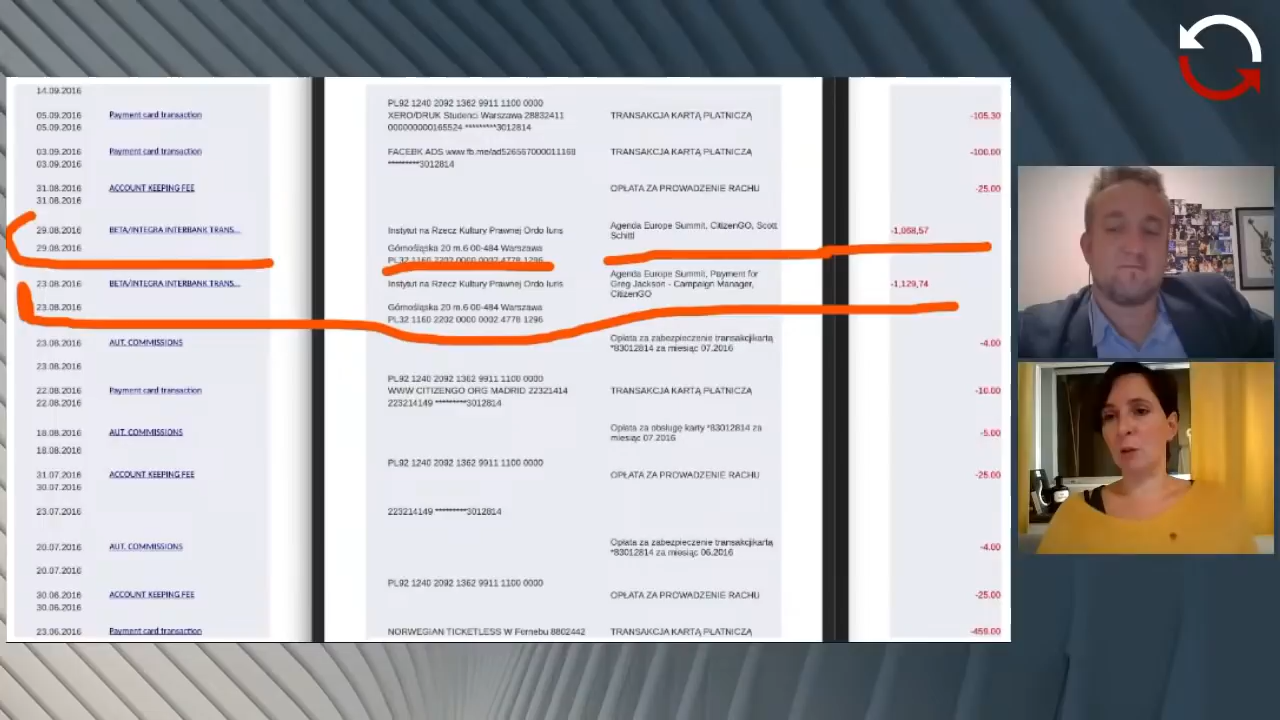 14.09.2016
PL92 1240 2092 1362 9911 1100 0000
05.09.2016 Payment card transaction XERO/DRUK Studenci Warszawa 28832411 TRANSAKCJA KARTĄ PŁATNICZĄ -105.30
05.09.2016 000000000165524 *********3012814
03.09.2016 Payment card transaction FACEBK ADS www.fb.me/ad526567000011168 TRANSAKCJA KARTĄ PŁATNICZĄ -100.00
03.09.2016 *********3012814
31.08.2016 ACCOUNT KEEPING FEE OPŁATA ZA PROWADZENIE RACHU -25.00
31.08.2016
29.08.2016 BETA/INTEGRA INTERBANK TRANS... Instytut na Rzecz Kultury Prawnej Ordo Iuris Agenda Europe Summit, CitizenGO, Scott -1,068,57
Schittl
29.08.2016 Górnośląska 20 m.6 00-484 Warszawa
PL32 1160 2202 0000 0002 4778 1296
Agenda Europe Summit, Payment for
23.08.2016 BETA/INTEGRA INTERBANK TRANS... Instytut na Rzecz Kultury Prawnej Ordo Iuris Greg Jackson - Campaign Manager, -1,129,74
CitizenGO
23.08.2016 Górnośląska 20 m.6 00-484 Warszawa
PL32 1160 2202 0000 0002 4778 1296
23.08.2016 AUT. COMMISSIONS Opłata za zabezpieczenie transakcjikartą -4.00
*83012814 za miesiąc 07.2016
23.08.2016
PL92 1240 2092 1362 9911 1100 0000
22.08.2016 Payment card transaction WWW CITIZENGO ORG MADRID 22321414 TRANSAKCJA KARTĄ PŁATNICZĄ -10.00
22.08.2016 223214149 *********3012814
18.08.2016 AUT. COMMISSIONS Opłata za obsługę karty *83012814 za -5.00
miesiąc 07.2016
18.08.2016
PL92 1240 2092 1362 9911 1100 0000
31.07.2016 ACCOUNT KEEPING FEE OPŁATA ZA PROWADZENIE RACHU -25.00
30.07.2016
23.07.2016 223214149 *********3012814
20.07.2016 AUT. COMMISSIONS Opłata za zabezpieczenie transakcjikartą -4.00
*83012814 za miesiąc 06.2016
20.07.2016
PL92 1240 2092 1362 9911 1100 0000
30.06.2016 ACCOUNT KEEPING FEE OPŁATA ZA PROWADZENIE RACHU -25.00
30.06.2016
23.06.2016 Payment card transaction NORWEGIAN TICKETLESS W Fornebu 8802442 TRANSAKCJA KARTĄ PŁATNICZĄ -459.00